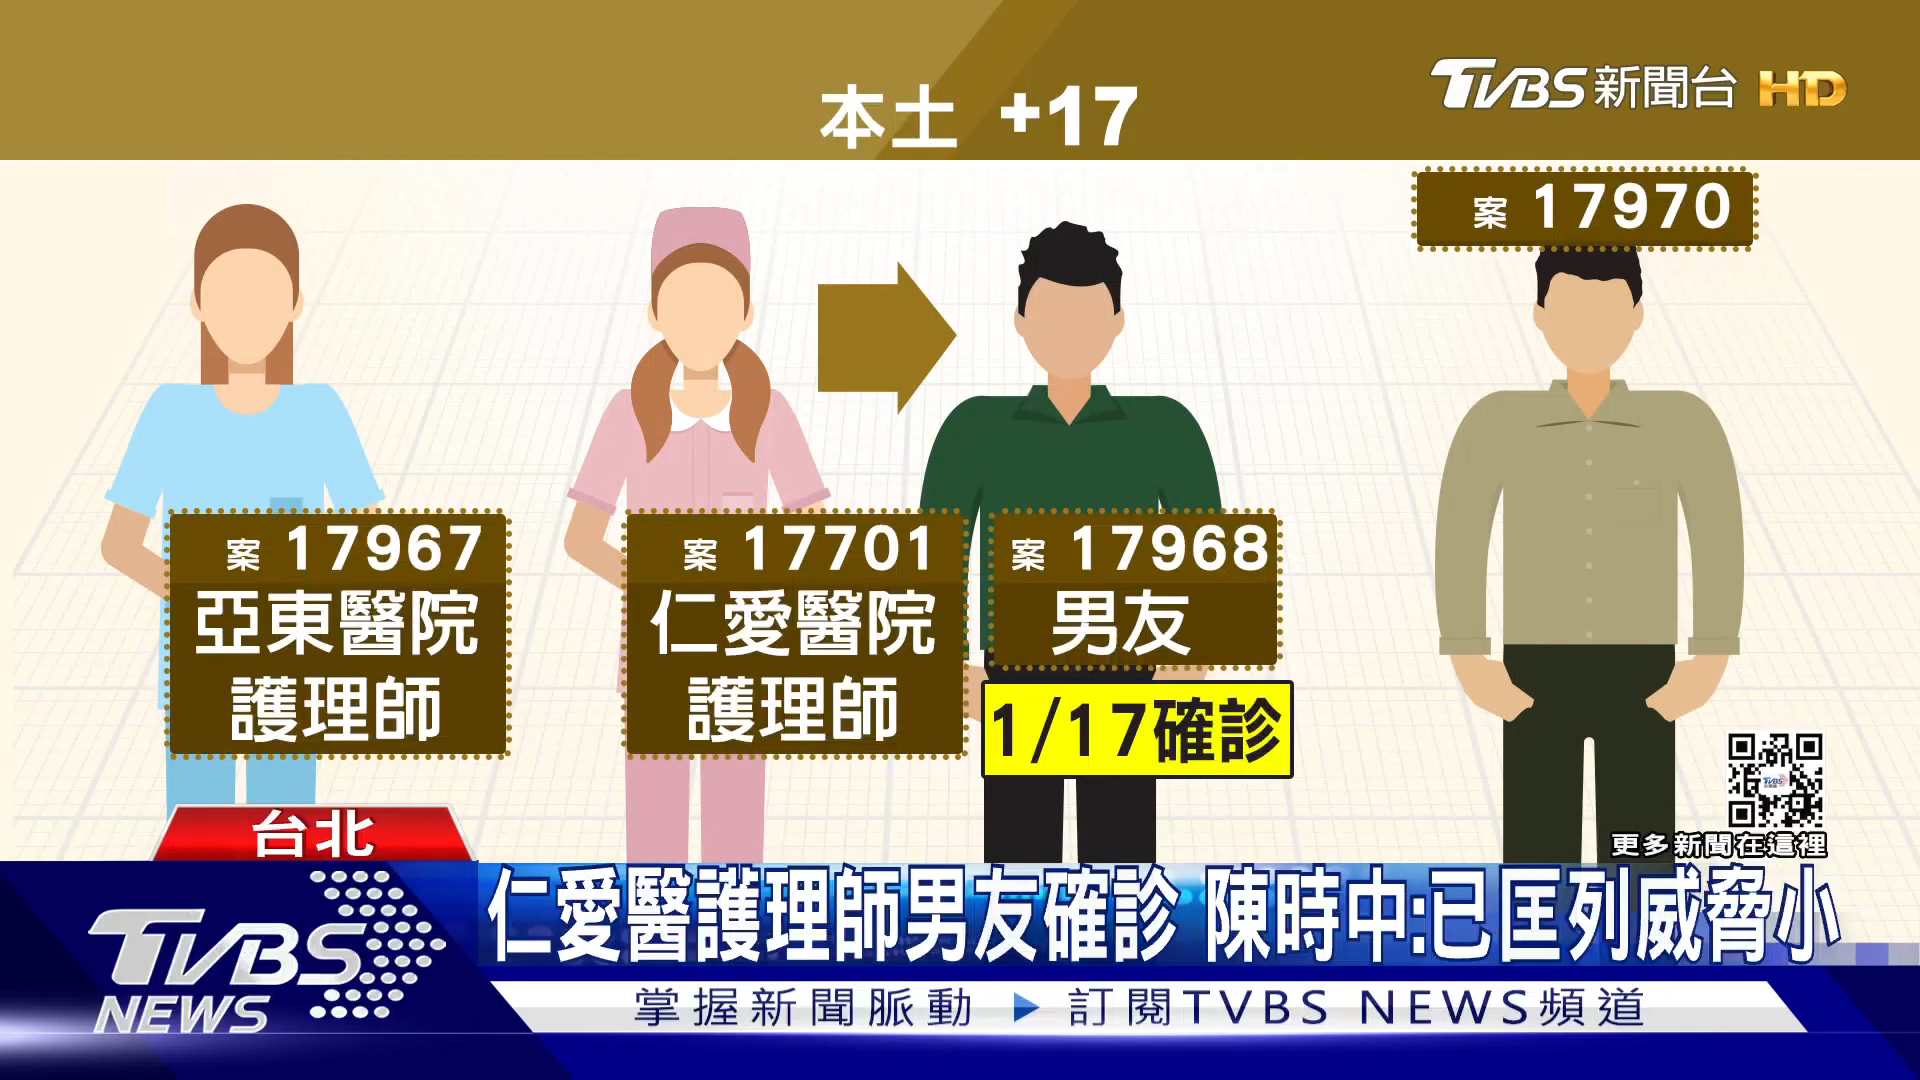 本土 +17
TVBS新聞台 HD
案 17970
案 17967
亞東醫院
護理師
案 17701
仁愛醫院
護理師
案 17968
男友
1/17確診
TVBS
更多新聞在這裡
台北
仁愛醫護理師男友確診 陳時中:已匡列威脅小
TVBS
NEWS
掌握新聞脈動 ▶ 訂閱TVBS NEWS頻道